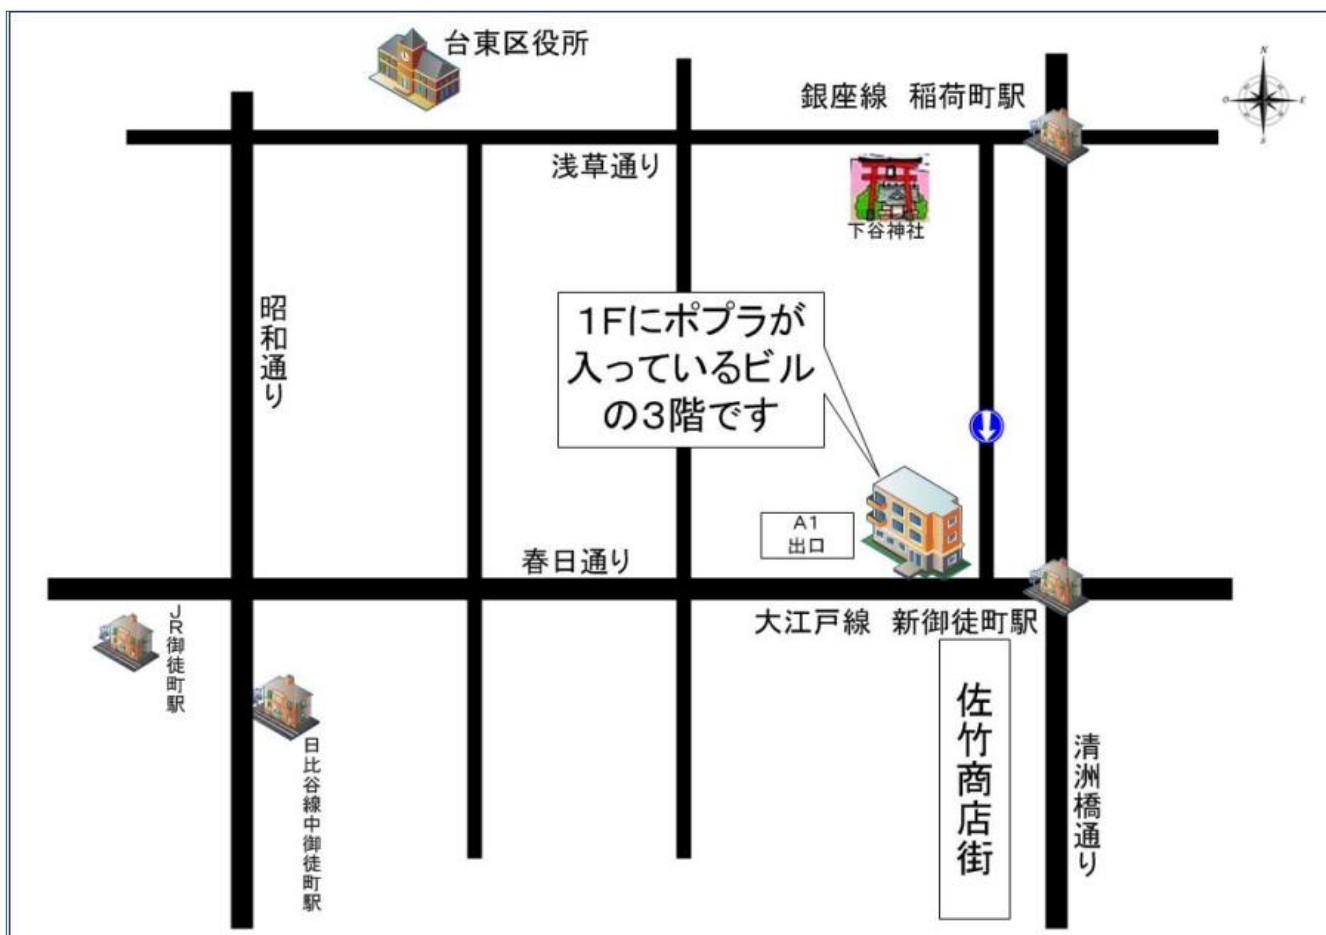 台東区役所
銀座線 稲荷町駅
N
O
E
S
浅草通り
下谷神社
昭和通り
1Fにポプラが
入っているビル
の3階です
A1
出口
春日通り
大江戸線 新御徒町駅
JR御徒町駅
日比谷線中御徒町駅
佐竹商店街
清洲橋通り